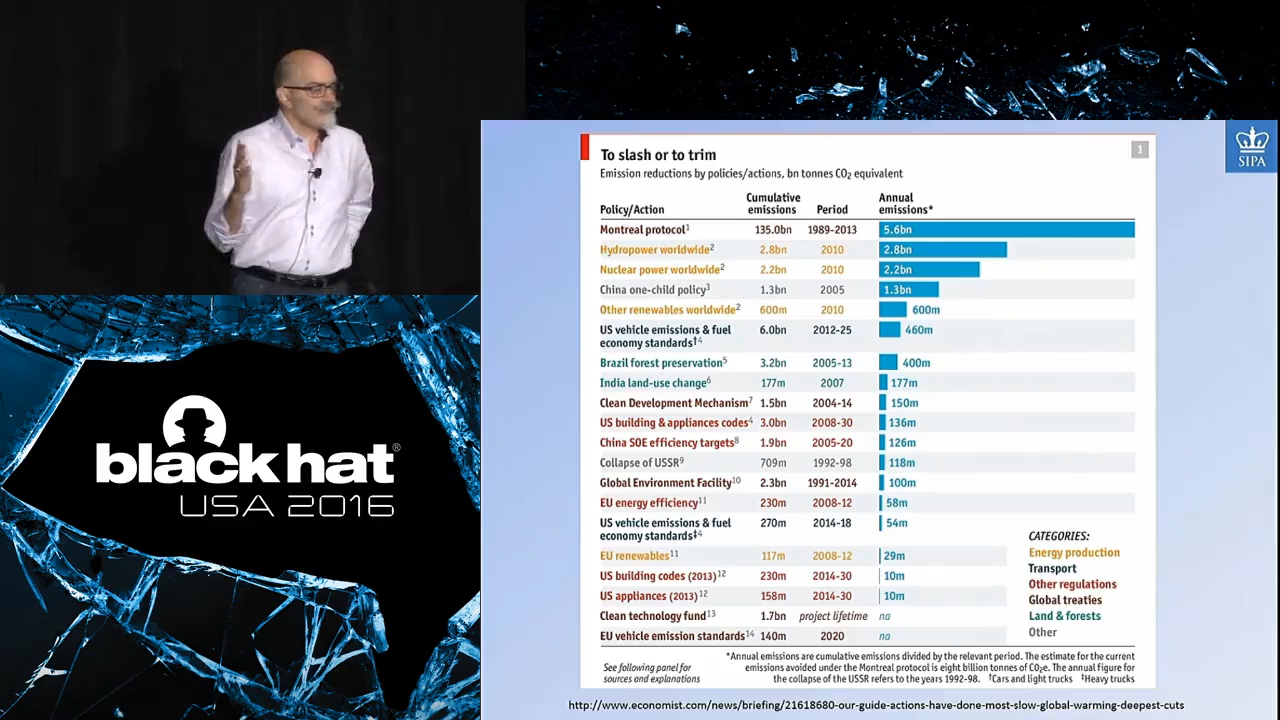 SIPA
To slash or to trim
1
Emission reductions by policies/actions, bn tonnes CO2 equivalent
Policy/Action Cumulative emissions Period Annual emissions*
Montreal protocol1 135.0bn 1989-2013 5.6bn
Hydropower worldwide2 2.8bn 2010 2.8bn
Nuclear power worldwide2 2.2bn 2010 2.2bn
China one-child policy3 1.3bn 2005 1.3bn
Other renewables worldwide2 600m 2010 600m
US vehicle emissions & fuel
economy standards†4 6.0bn 2012-25 460m
Brazil forest preservation5 3.2bn 2005-13 400m
India land-use change6 177m 2007 177m
Clean Development Mechanism7 1.5bn 2004-14 150m
US building & appliances codes4 3.0bn 2008-30 136m
China SOE efficiency targets8 1.9bn 2005-20 126m
Collapse of USSR9 709m 1992-98 118m
Global Environment Facility10 2.3bn 1991-2014 100m
EU energy efficiency11 230m 2008-12 58m
US vehicle emissions & fuel
economy standards‡4 270m 2014-18 54m
EU renewables11 117m 2008-12 29m
US building codes (2013)12 230m 2014-30 10m
US appliances (2013)12 158m 2014-30 10m
Clean technology fund13 1.7bn project lifetime na
EU vehicle emission standards14 140m 2020 na
CATEGORIES:
Energy production
Transport
Other regulations
Global treaties
Land & forests
Other
See following panel for
sources and explanations
*Annual emissions are cumulative emissions divided by the relevant period. The estimate for the current
emissions avoided under the Montreal protocol is eight billion tonnes of CO2e. The annual figure for
the collapse of the USSR refers to the years 1992-98. †Cars and light trucks ‡Heavy trucks
http://www.economist.com/news/briefing/21618680-our-guide-actions-have-done-most-slow-global-warming-deepest-cuts
black hat®
USA 2016